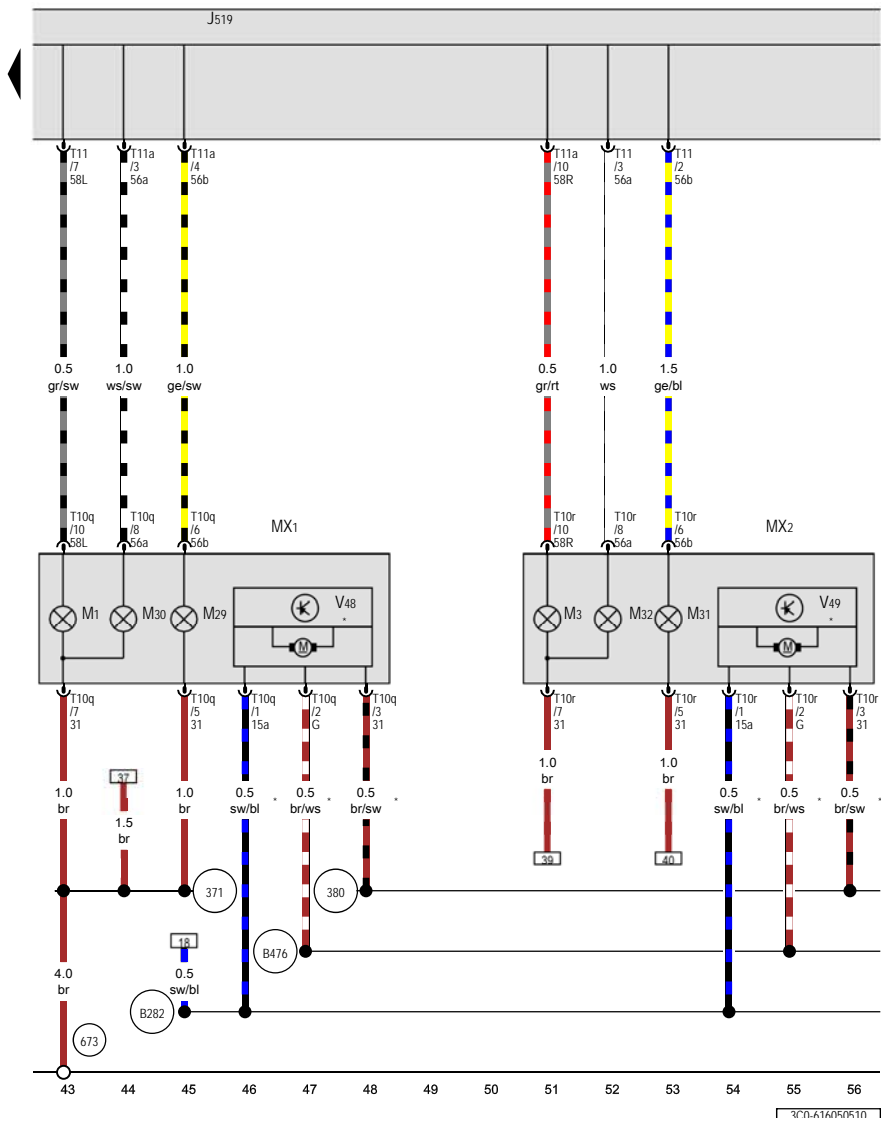 J519
T11 T11a T11a T11a T11 T11
/7 /3 /4 /10 /3 /2
58L 56a 56b 58R 56a 56b
0.5 1.0 1.0 0.5 1.0 1.5
gr/sw ws/sw ge/sw gr/rt ws ge/bl
T10q T10q T10q MX1 T10r T10r T10r MX2
/10 /8 /6 /10 /8 /6
58L 56a 56b 58R 56a 56b
M1 M30 M29 V48 M3 M32 M31 V49
* *
M M
T10q T10q T10q T10q T10q T10r T10r T10r T10r T10r
/7 /5 /1 /2 /3 /7 /5 /1 /2 /3
31 31 15a G 31 31 31 15a G 31
1.0 1.0
br br
37
1.0 1.0 0.5 0.5 0.5 0.5 0.5 0.5
br br sw/bl * br/ws * br/sw * sw/bl * br/ws * br/sw *
1.5
br
39 40
371 380
18 B476
4.0 0.5
br sw/bl
B282
673
43 44 45 46 47 48 49 50 51 52 53 54 55 56
3C0-616050510